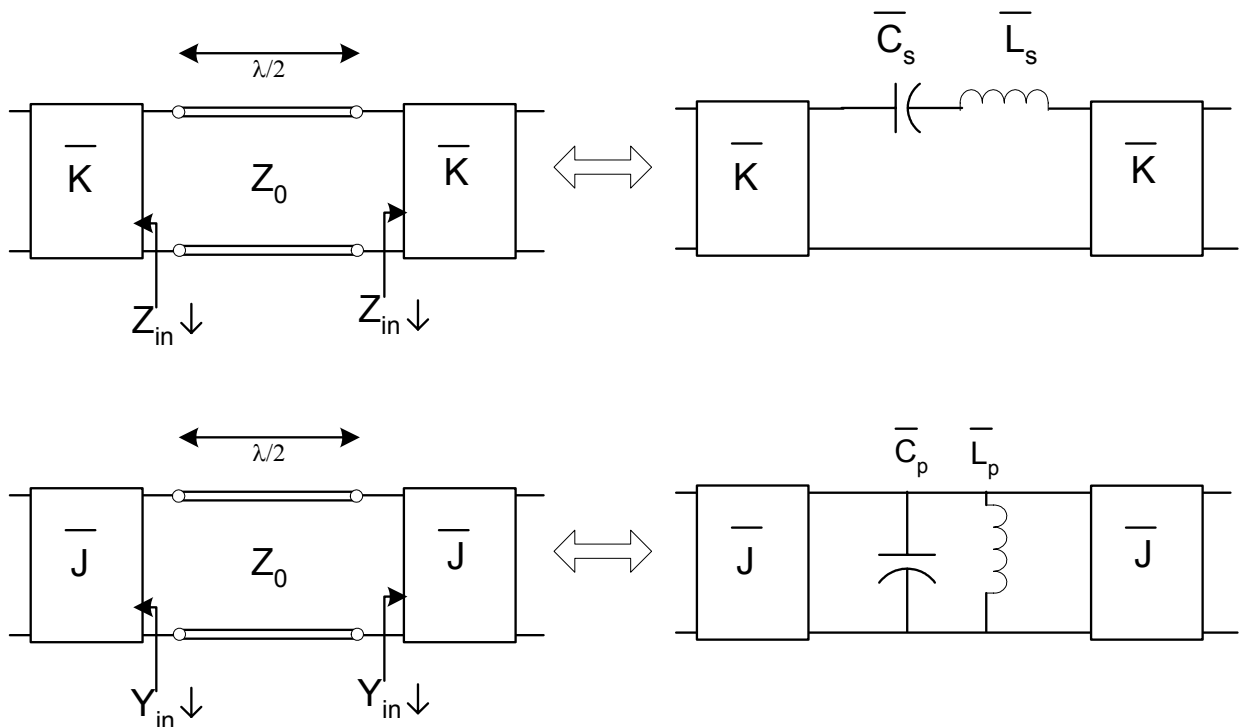 λ/2
C̅s L̅s
K̅ Z0 K̅ K̅ K̅
Zin↓ Zin↓
λ/2
C̅p L̅p
J̅ Z0 J̅ J̅ J̅
Yin↓ Yin↓